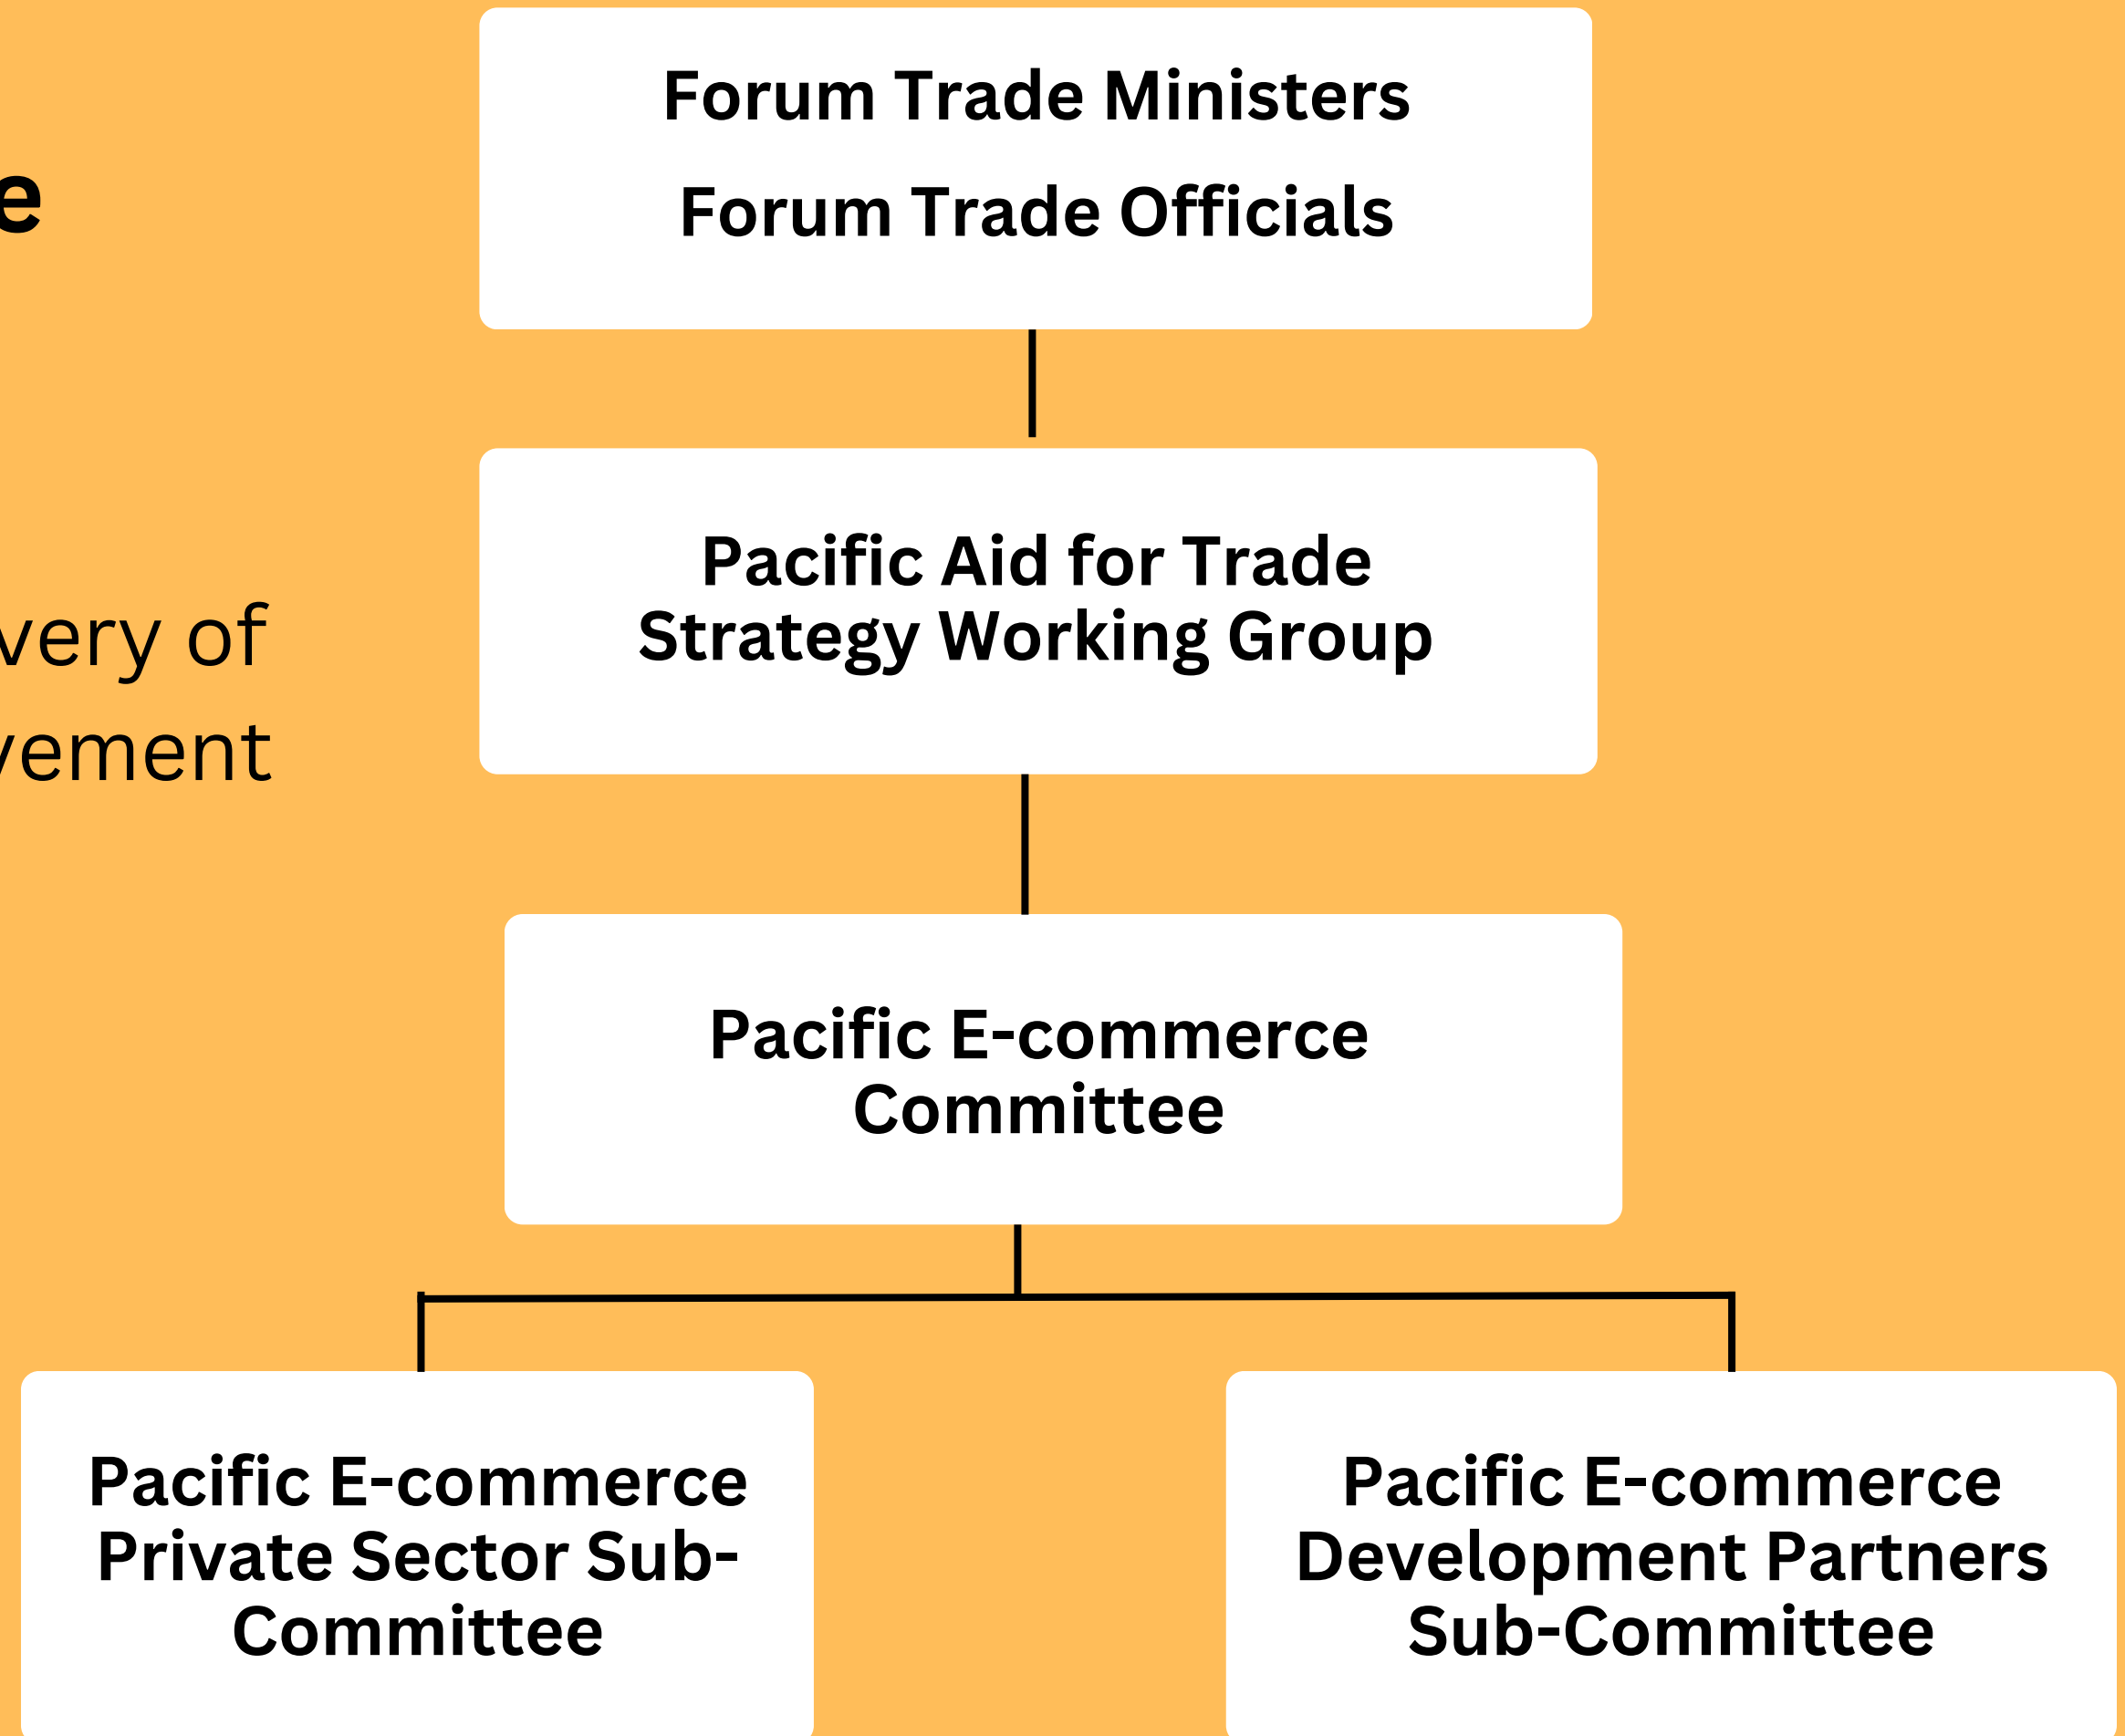 Forum Trade Ministers
Forum Trade Officials
very of
Pacific Aid for Trade
Strategy Working Group
vement
Pacific E-commerce
Committee
Pacific E-commerce
Private Sector Sub-
Committee
Pacific E-commerce
Development Partners
Sub-Committee